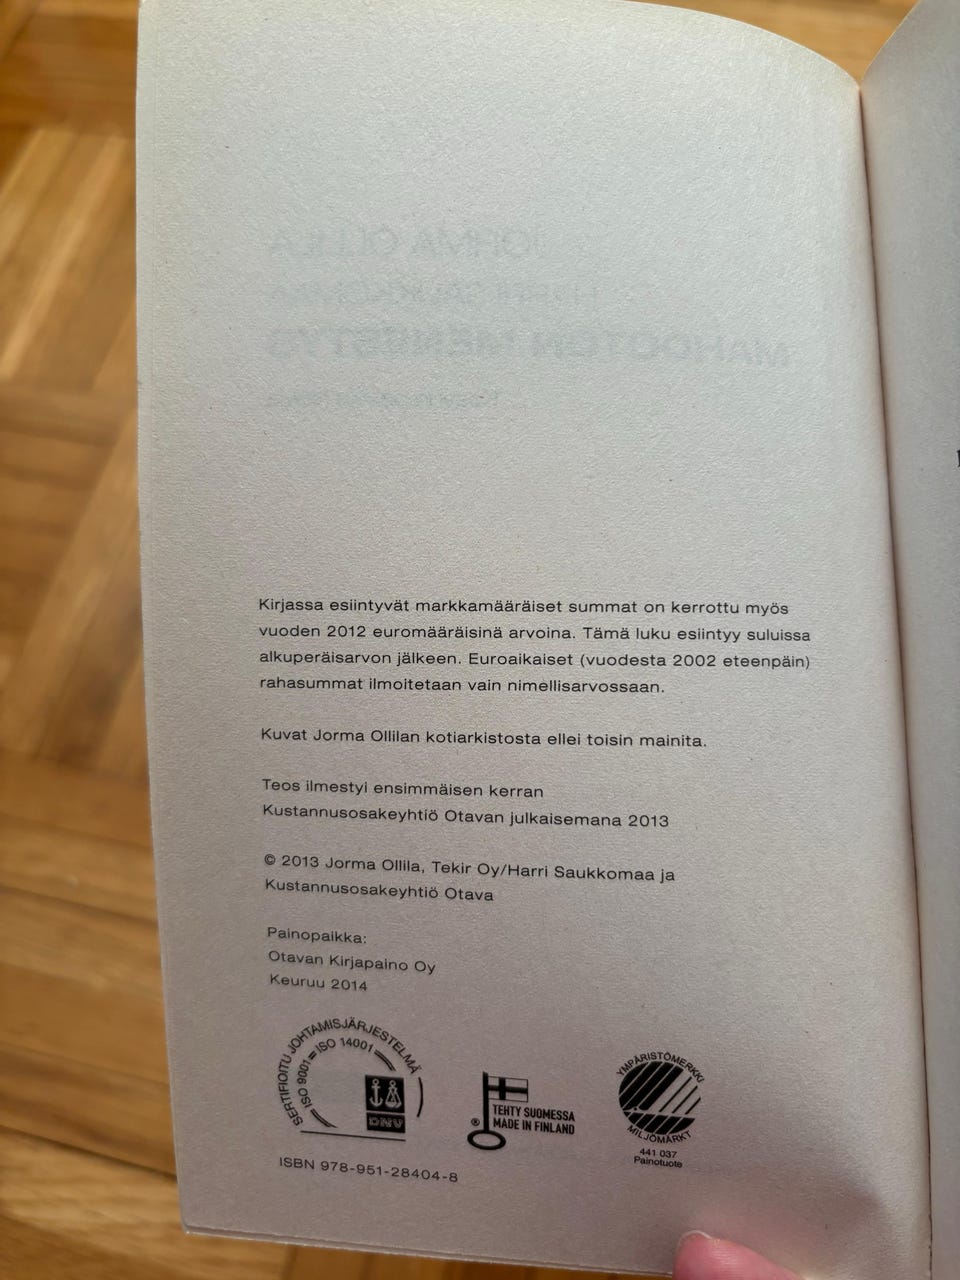 Kirjassa esiintyvät markkamääräiset summat on kerrottu myös
vuoden 2012 euromääräisinä arvoina. Tämä luku esiintyy suluissa
alkuperäisarvon jälkeen. Euroaikaiset (vuodesta 2002 eteenpäin)
rahasummat ilmoitetaan vain nimellisarvossaan.
Kuvat Jorma Ollilan kotiarkistosta ellei toisin mainita.
Teos ilmestyi ensimmäisen kerran
Kustannusosakeyhtiö Otavan julkaisemana 2013
© 2013 Jorma Ollila, Tekir Oy/Harri Saukkomaa ja
Kustannusosakeyhtiö Otava
Painopaikka:
Otavan Kirjapaino Oy
Keuruu 2014
SERTIFIOITU JOHTAMISJÄRJESTELMÄ
ISO 9001 = ISO 14001
DNV
® TEHTY SUOMESSA
MADE IN FINLAND
YMPÄRISTÖMERKKI
MILJÖMÄRKT
441 037
Painotuote
ISBN 978-951-28404-8